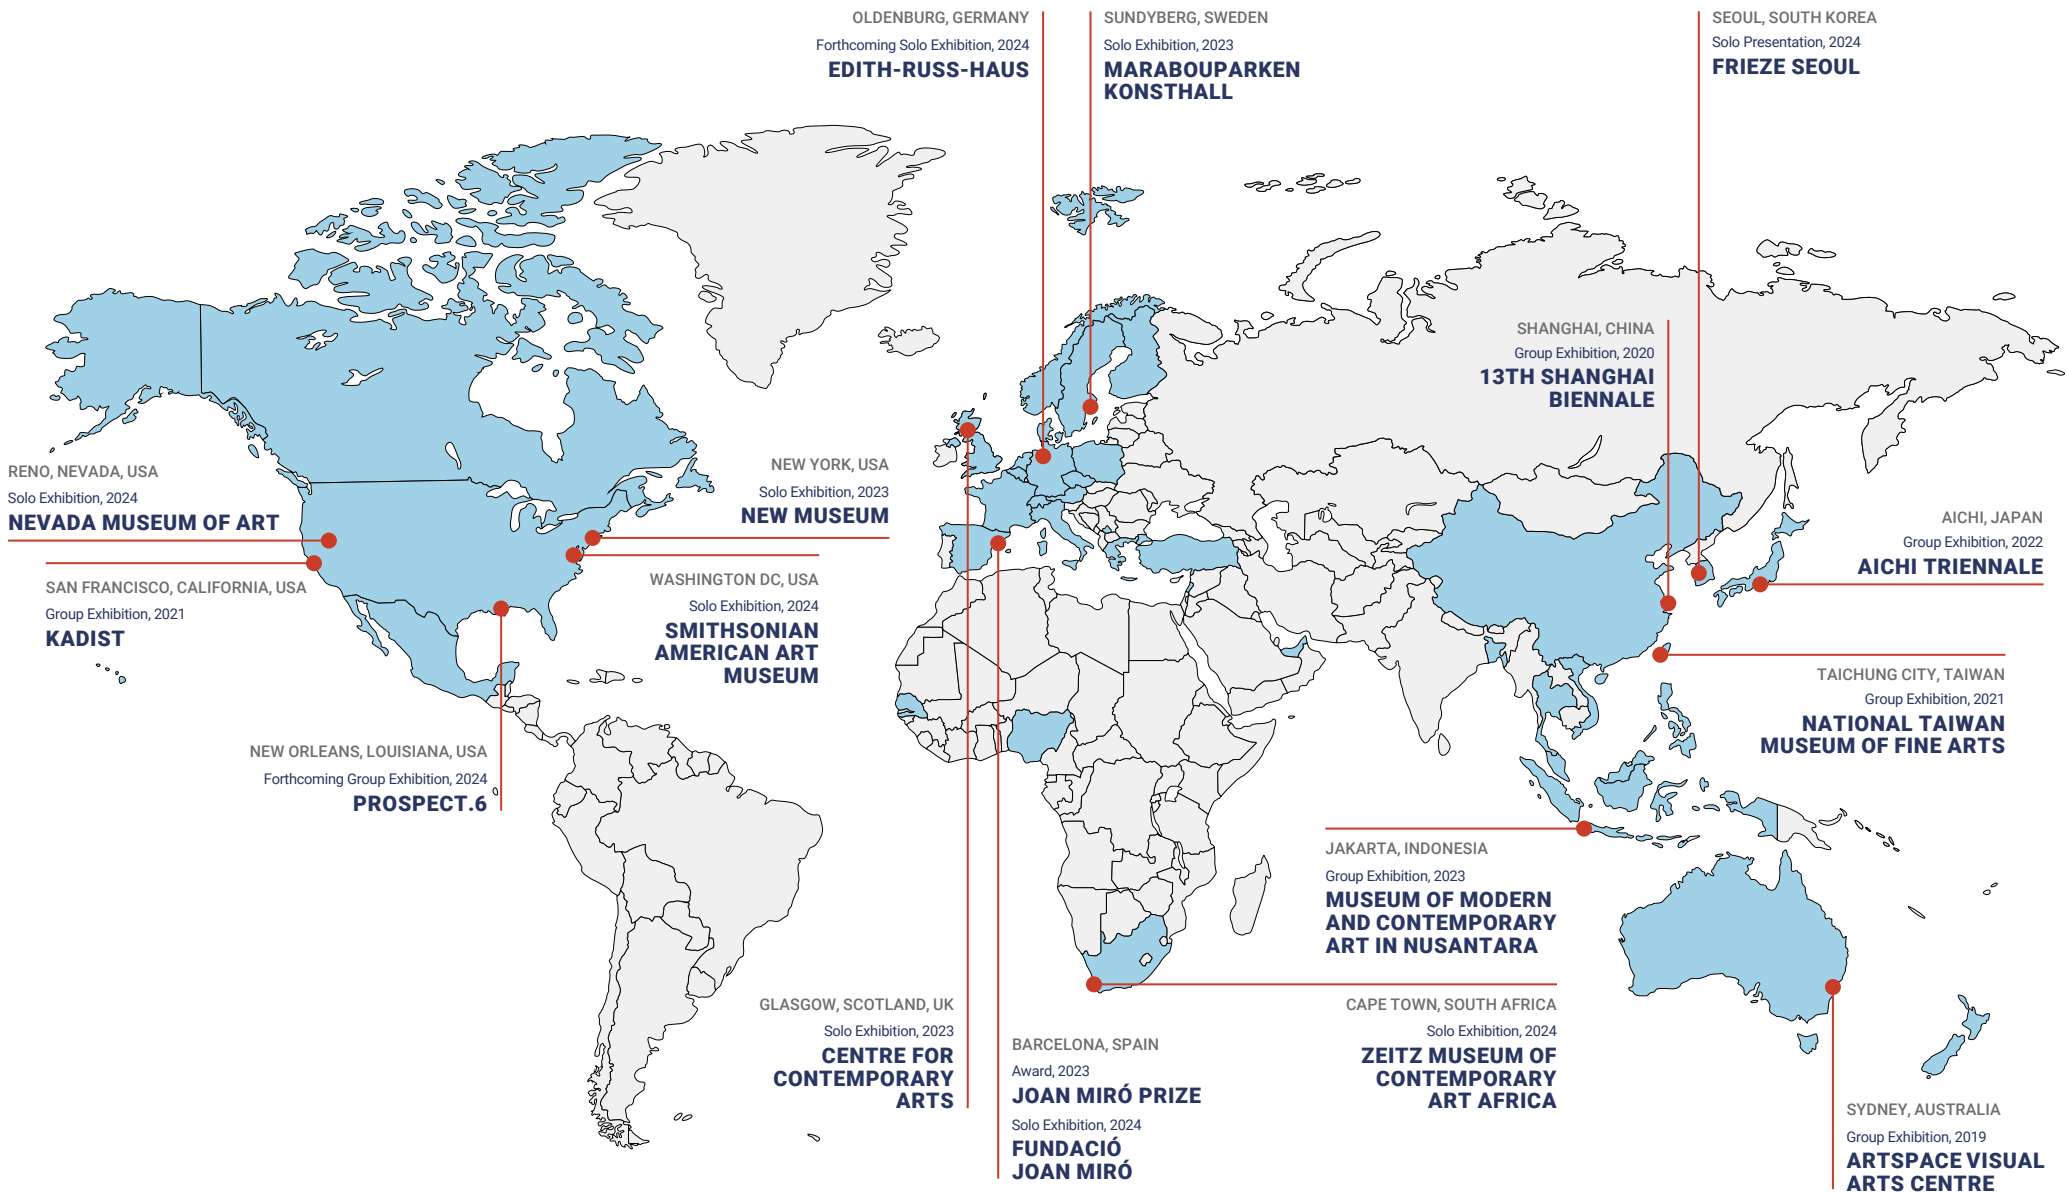 OLDENBURG, GERMANY
Forthcoming Solo Exhibition, 2024
EDITH-RUSS-HAUS
SUNDYBERG, SWEDEN
Solo Exhibition, 2023
MARABOUPARKEN
KONSTHALL
SEOUL, SOUTH KOREA
Solo Presentation, 2024
FRIEZE SEOUL
SHANGHAI, CHINA
Group Exhibition, 2020
13TH SHANGHAI
BIENNALE
RENO, NEVADA, USA
Solo Exhibition, 2024
NEVADA MUSEUM OF ART
NEW YORK, USA
Solo Exhibition, 2023
NEW MUSEUM
AICHI, JAPAN
Group Exhibition, 2022
AICHI TRIENNALE
SAN FRANCISCO, CALIFORNIA, USA
Group Exhibition, 2021
KADIST
WASHINGTON DC, USA
Solo Exhibition, 2024
SMITHSONIAN
AMERICAN ART
MUSEUM
TAICHUNG CITY, TAIWAN
Group Exhibition, 2021
NATIONAL TAIWAN
MUSEUM OF FINE ARTS
NEW ORLEANS, LOUISIANA, USA
Forthcoming Group Exhibition, 2024
PROSPECT.6
JAKARTA, INDONESIA
Group Exhibition, 2023
MUSEUM OF MODERN
AND CONTEMPORARY
ART IN NUSANTARA
GLASGOW, SCOTLAND, UK
Solo Exhibition, 2023
CENTRE FOR
CONTEMPORARY
ARTS
BARCELONA, SPAIN
Award, 2023
JOAN MIRÓ PRIZE
Solo Exhibition, 2024
FUNDACIÓ
JOAN MIRÓ
CAPE TOWN, SOUTH AFRICA
Solo Exhibition, 2024
ZEITZ MUSEUM OF
CONTEMPORARY
ART AFRICA
SYDNEY, AUSTRALIA
Group Exhibition, 2019
ARTSPACE VISUAL
ARTS CENTRE